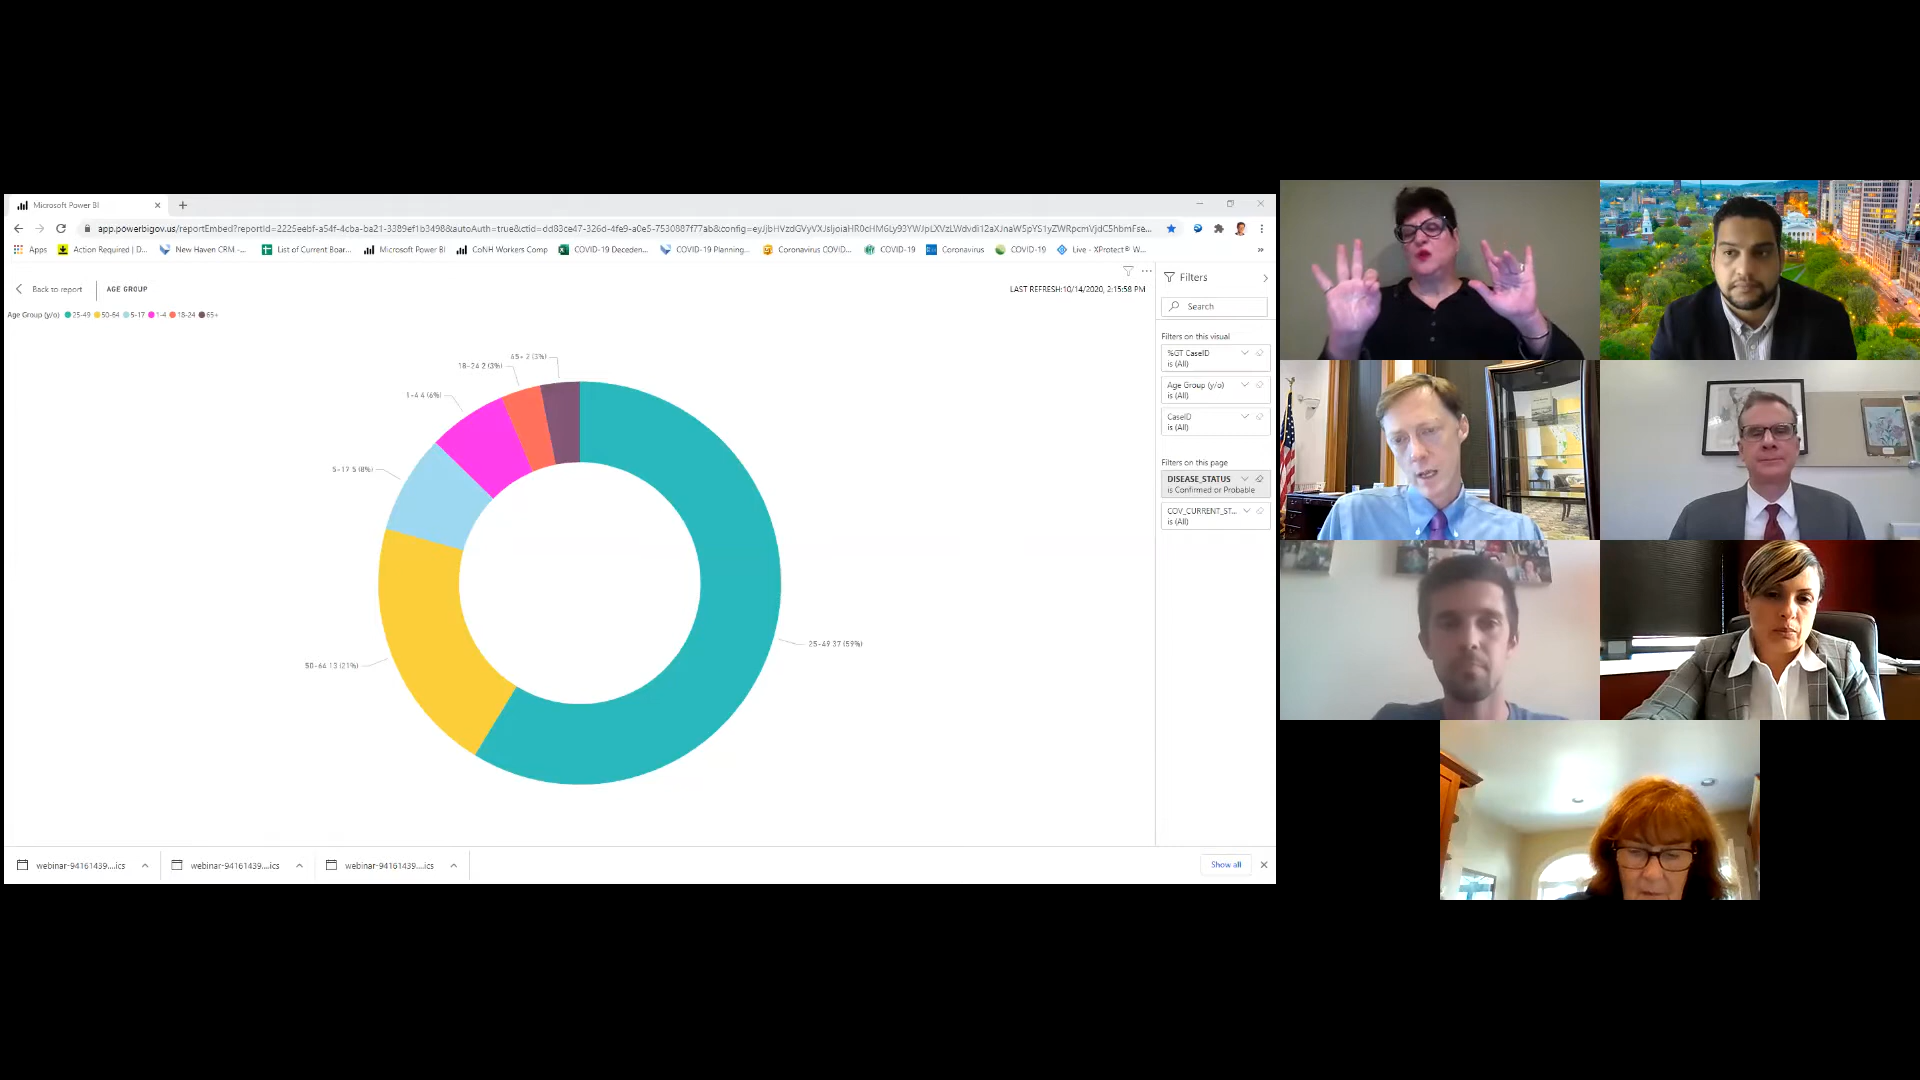 Microsoft Power BI
app.powerbigov.us/reportEmbed?reportId=2225eebf-a54f-4cba-ba21-3389ef1b3498&autoAuth=true&ctid=dd83ce47-326d-4fe9-a0e5-7530887f77ab&config=
Apps Action Required | D... New Haven CRM -... List of Current Boar... Microsoft Power BI CoNH Workers Comp COVID-19 Deceden... COVID-19 Planning... Coronavirus COVID... COVID-19 Coronavirus COVID-19 Live - XProtect® W... »
Back to report AGE GROUP
LAST REFRESH:10/14/2020, 2:15:58 PM
Age Group (y/o) 25-49 50-64 5-17 1-4 18-24 65+
65+ 2 (3%)
18-24 2 (3%)
1-4 4 (6%)
5-17 5 (8%)
50-64 13 (21%)
25-49 37 (59%)
Filters
Search
Filters on this visual
%GT CaseID
is (All)
Age Group (y/o)
is (All)
CaseID
is (All)
Filters on this page
DISEASE_STATUS
is Confirmed or Probable
COV_CURRENT_ST...
is (All)
webinar-94161439....ics webinar-94161439....ics webinar-94161439....ics
Show all